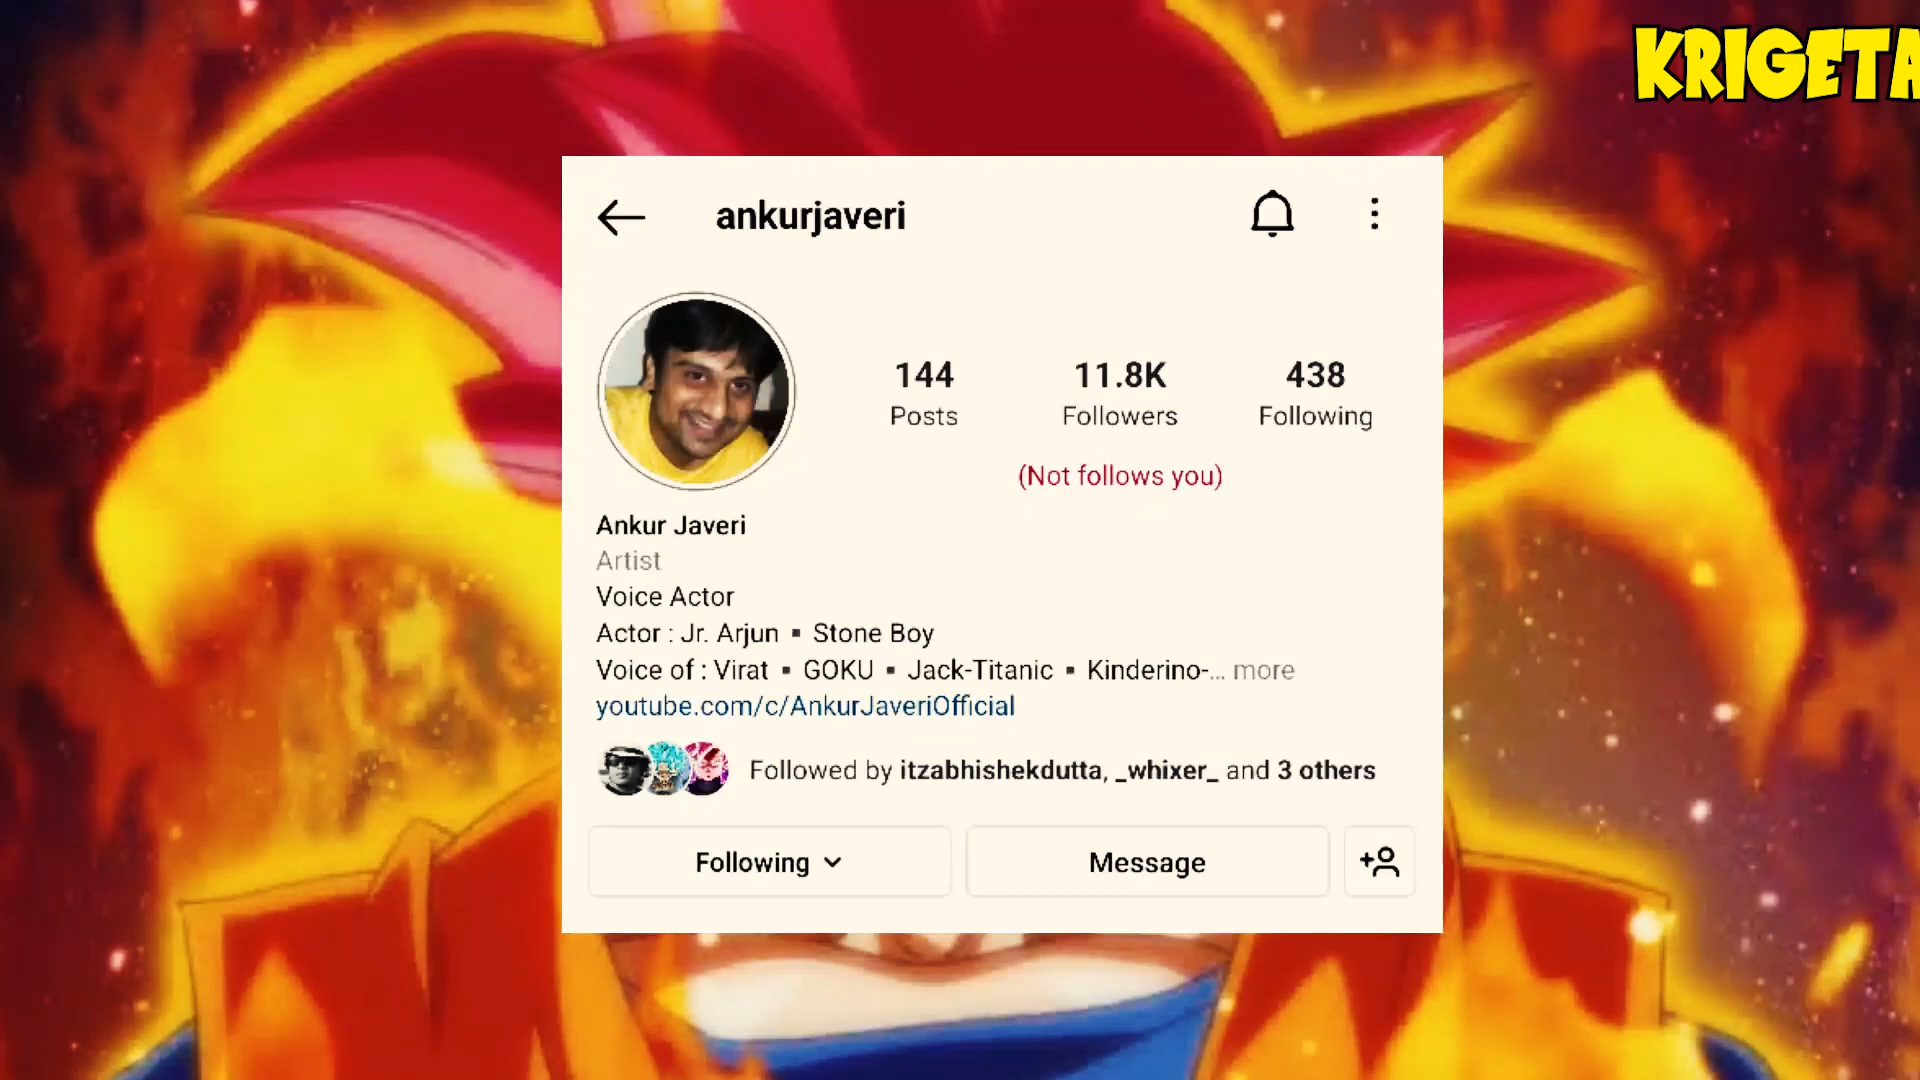 KRIGETA
ankurjaveri
144
Posts
11.8K
Followers
438
Following
(Not follows you)
Ankur Javeri
Artist
Voice Actor
Actor : Jr. Arjun ▪ Stone Boy
Voice of : Virat ▪ GOKU ▪ Jack-Titanic ▪ Kinderino-... more
youtube.com/c/AnkurJaveriOfficial
Followed by itzabhishekdutta, _whixer_ and 3 others
Following
Message